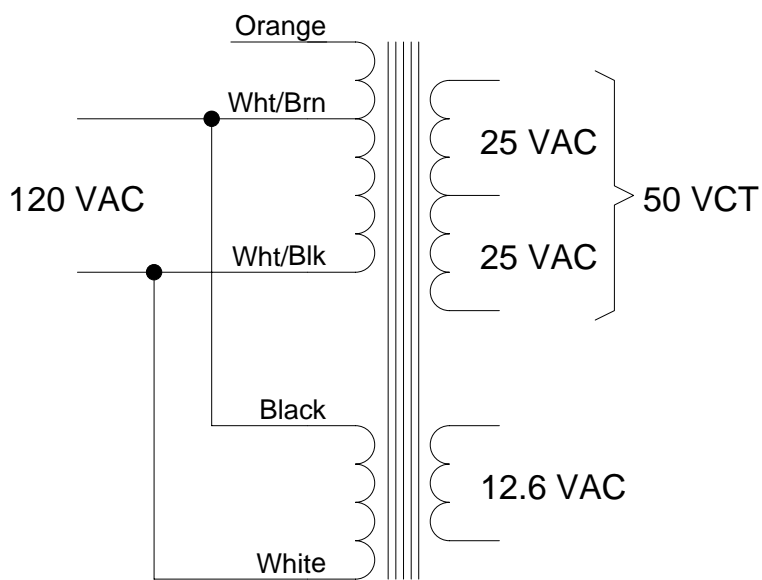 Orange
Wht/Brn
25 VAC
120 VAC
50 VCT
Wht/Blk
25 VAC
Black
12.6 VAC
White